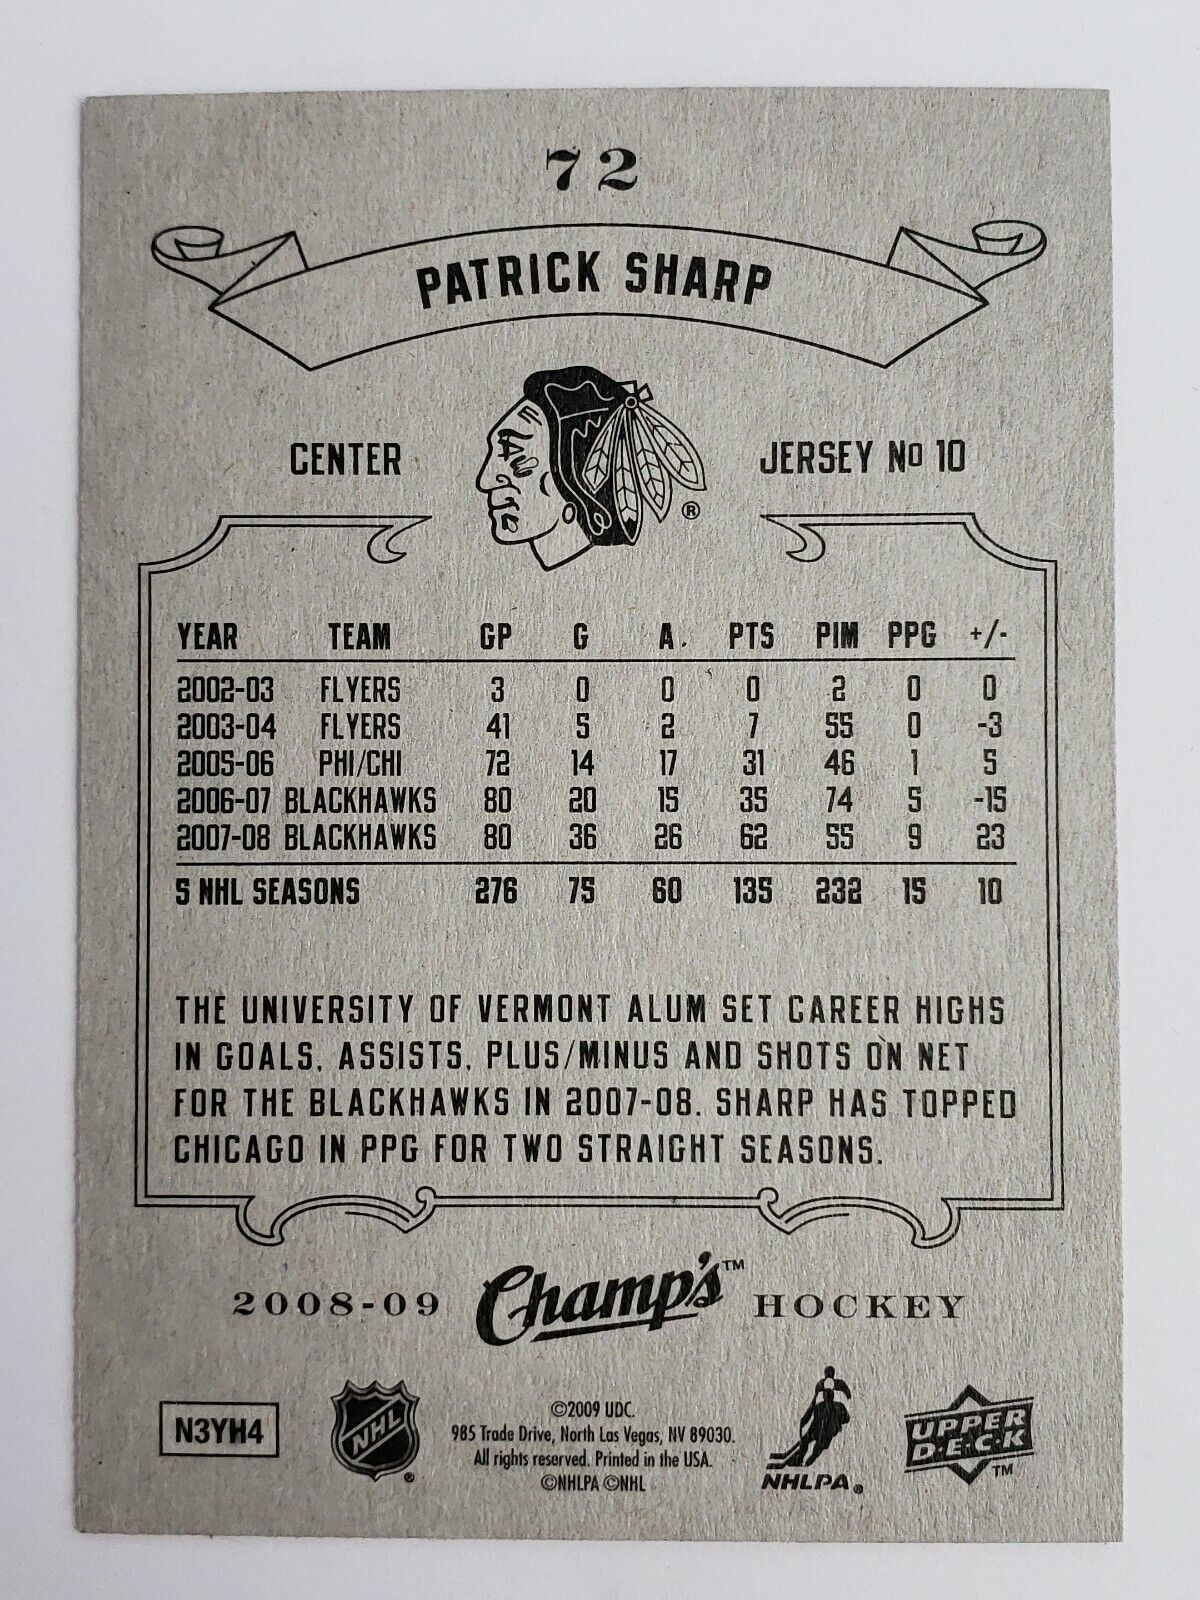 72
PATRICK SHARP
CENTER JERSEY No 10
®
YEAR TEAM GP G A. PTS PIM PPG +/-
2002-03 FLYERS 3 0 0 0 2 0 0
2003-04 FLYERS 41 5 2 7 55 0 -3
2005-06 PHI/CHI 72 14 17 31 46 1 5
2006-07 BLACKHAWKS 80 20 15 35 74 5 -15
2007-08 BLACKHAWKS 80 36 26 62 55 9 23
5 NHL SEASONS 276 75 60 135 232 15 10
THE UNIVERSITY OF VERMONT ALUM SET CAREER HIGHS
IN GOALS, ASSISTS, PLUS/MINUS AND SHOTS ON NET
FOR THE BLACKHAWKS IN 2007-08. SHARP HAS TOPPED
CHICAGO IN PPG FOR TWO STRAIGHT SEASONS.
2008-09 Champ's™ HOCKEY
N3YH4
NHL ®
©2009 UDC.
985 Trade Drive, North Las Vegas, NV 89030.
All rights reserved. Printed in the USA.
©NHLPA ©NHL
NHLPA®
UPPER
DECK
™